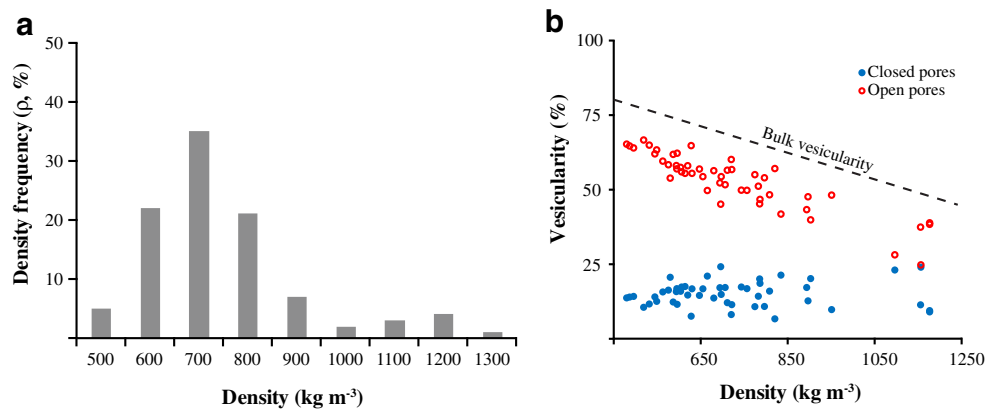 a
50
40
30
20
10
Density frequency (ρ, %)
500 600 700 800 900 1000 1100 1200 1300
Density (kg m-3)
b
100
75
50
25
Vesicularity (%)
Closed pores
Open pores
Bulk vesicularity
650 850 1050 1250
Density (kg m-3)